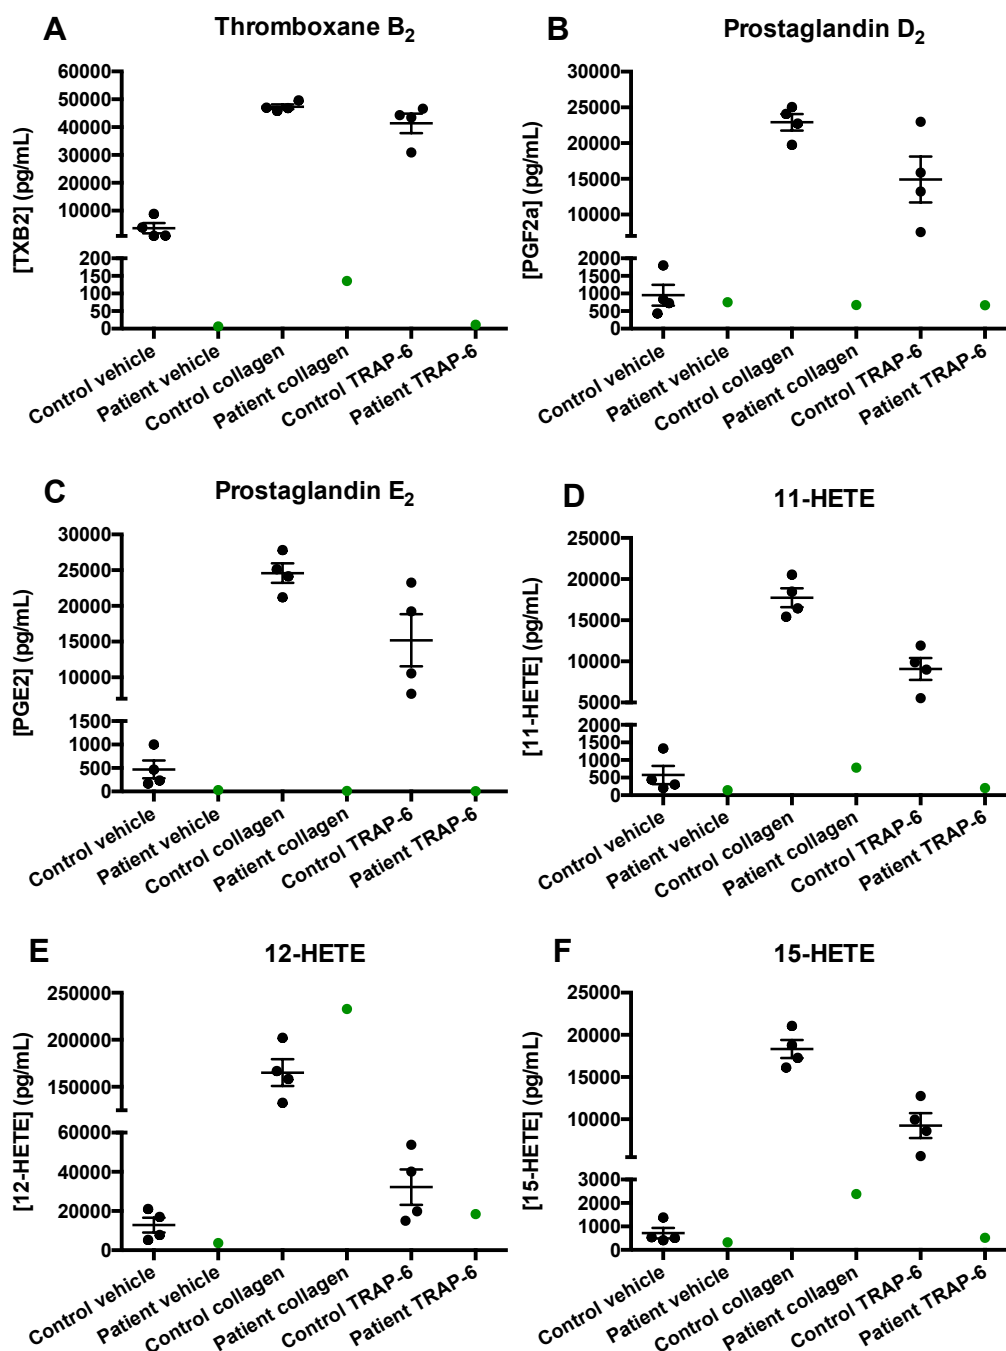 A Thromboxane B2
[TXB2] (pg/mL)
60000
50000
40000
30000
20000
10000
200
150
100
50
0
Control vehicle
Patient vehicle
Control collagen
Patient collagen
Control TRAP-6
Patient TRAP-6
B Prostaglandin D2
[PGF2a] (pg/mL)
30000
25000
20000
15000
10000
2000
1500
1000
500
0
Control vehicle
Patient vehicle
Control collagen
Patient collagen
Control TRAP-6
Patient TRAP-6
C Prostaglandin E2
[PGE2] (pg/mL)
30000
25000
20000
15000
10000
1500
1000
500
0
Control vehicle
Patient vehicle
Control collagen
Patient collagen
Control TRAP-6
Patient TRAP-6
D 11-HETE
[11-HETE] (pg/mL)
25000
20000
15000
10000
5000
2000
1500
1000
500
0
Control vehicle
Patient vehicle
Control collagen
Patient collagen
Control TRAP-6
Patient TRAP-6
E 12-HETE
[12-HETE] (pg/mL)
250000
200000
150000
60000
40000
20000
0
Control vehicle
Patient vehicle
Control collagen
Patient collagen
Control TRAP-6
Patient TRAP-6
F 15-HETE
[15-HETE] (pg/mL)
25000
20000
15000
10000
3000
2000
1000
0
Control vehicle
Patient vehicle
Control collagen
Patient collagen
Control TRAP-6
Patient TRAP-6